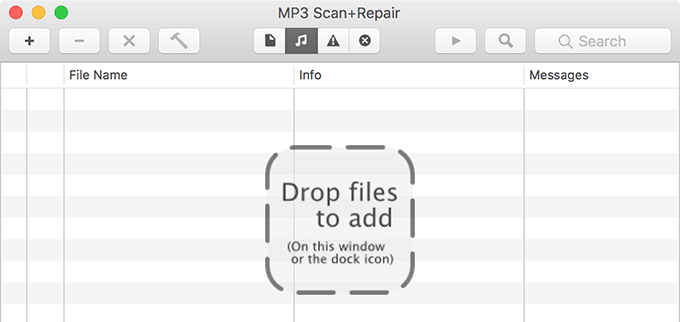 MP3 Scan+Repair
Search
File Name Info Messages
Drop files
to add
(On this window
or the dock icon)